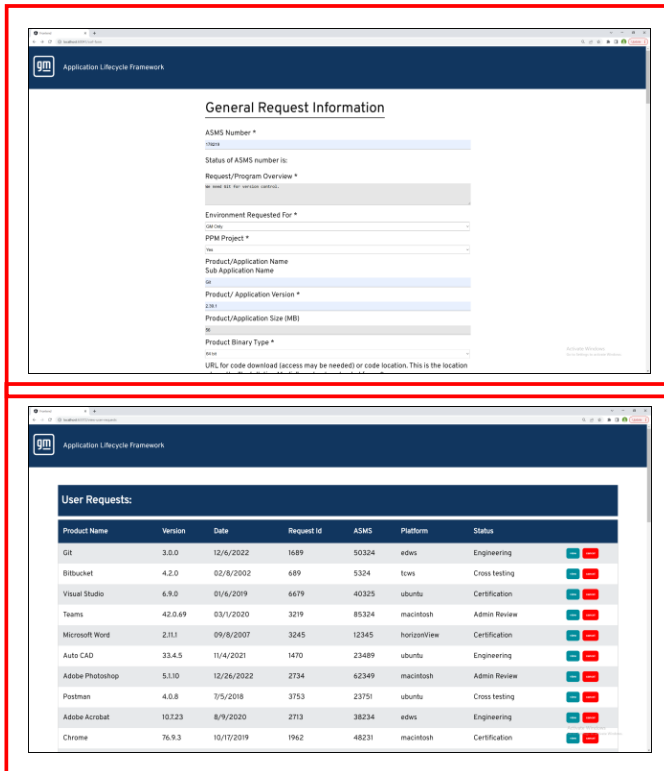 gm
Application Lifecycle Framework
General Request Information
ASMS Number *
Status of ASMS number is:
Request/Program Overview *
We need Git for version control.
Environment Requested For *
GM Only
PPM Project *
Yes
Product/Application Name
Sub Application Name
Git
Product/ Application Version *
2.39.1
Product/Application Size (MB)
50
Product Binary Type *
64 bit
URL for code download (access may be needed) or code location. This is the location
Activate Windows
gm
Application Lifecycle Framework
User Requests:
Product Name Version Date Request Id ASMS Platform Status
Git 3.0.0 12/6/2022 1689 50324 edws Engineering
Bitbucket 4.2.0 02/8/2002 689 5324 tcws Cross testing
Visual Studio 6.9.0 01/6/2019 6679 40325 ubuntu Certification
Teams 42.0.69 03/1/2020 3219 85324 macintosh Admin Review
Microsoft Word 2.11.1 09/8/2007 3245 12345 horizonView Certification
Auto CAD 33.4.5 11/4/2021 1470 23489 ubuntu Engineering
Adobe Photoshop 5.1.10 12/26/2022 2734 62349 macintosh Admin Review
Postman 4.0.8 7/5/2018 3753 23751 ubuntu Cross testing
Adobe Acrobat 10.7.23 8/9/2020 2713 38234 edws Engineering
Chrome 76.9.3 10/17/2019 1962 48231 macintosh Certification
Activate Windows